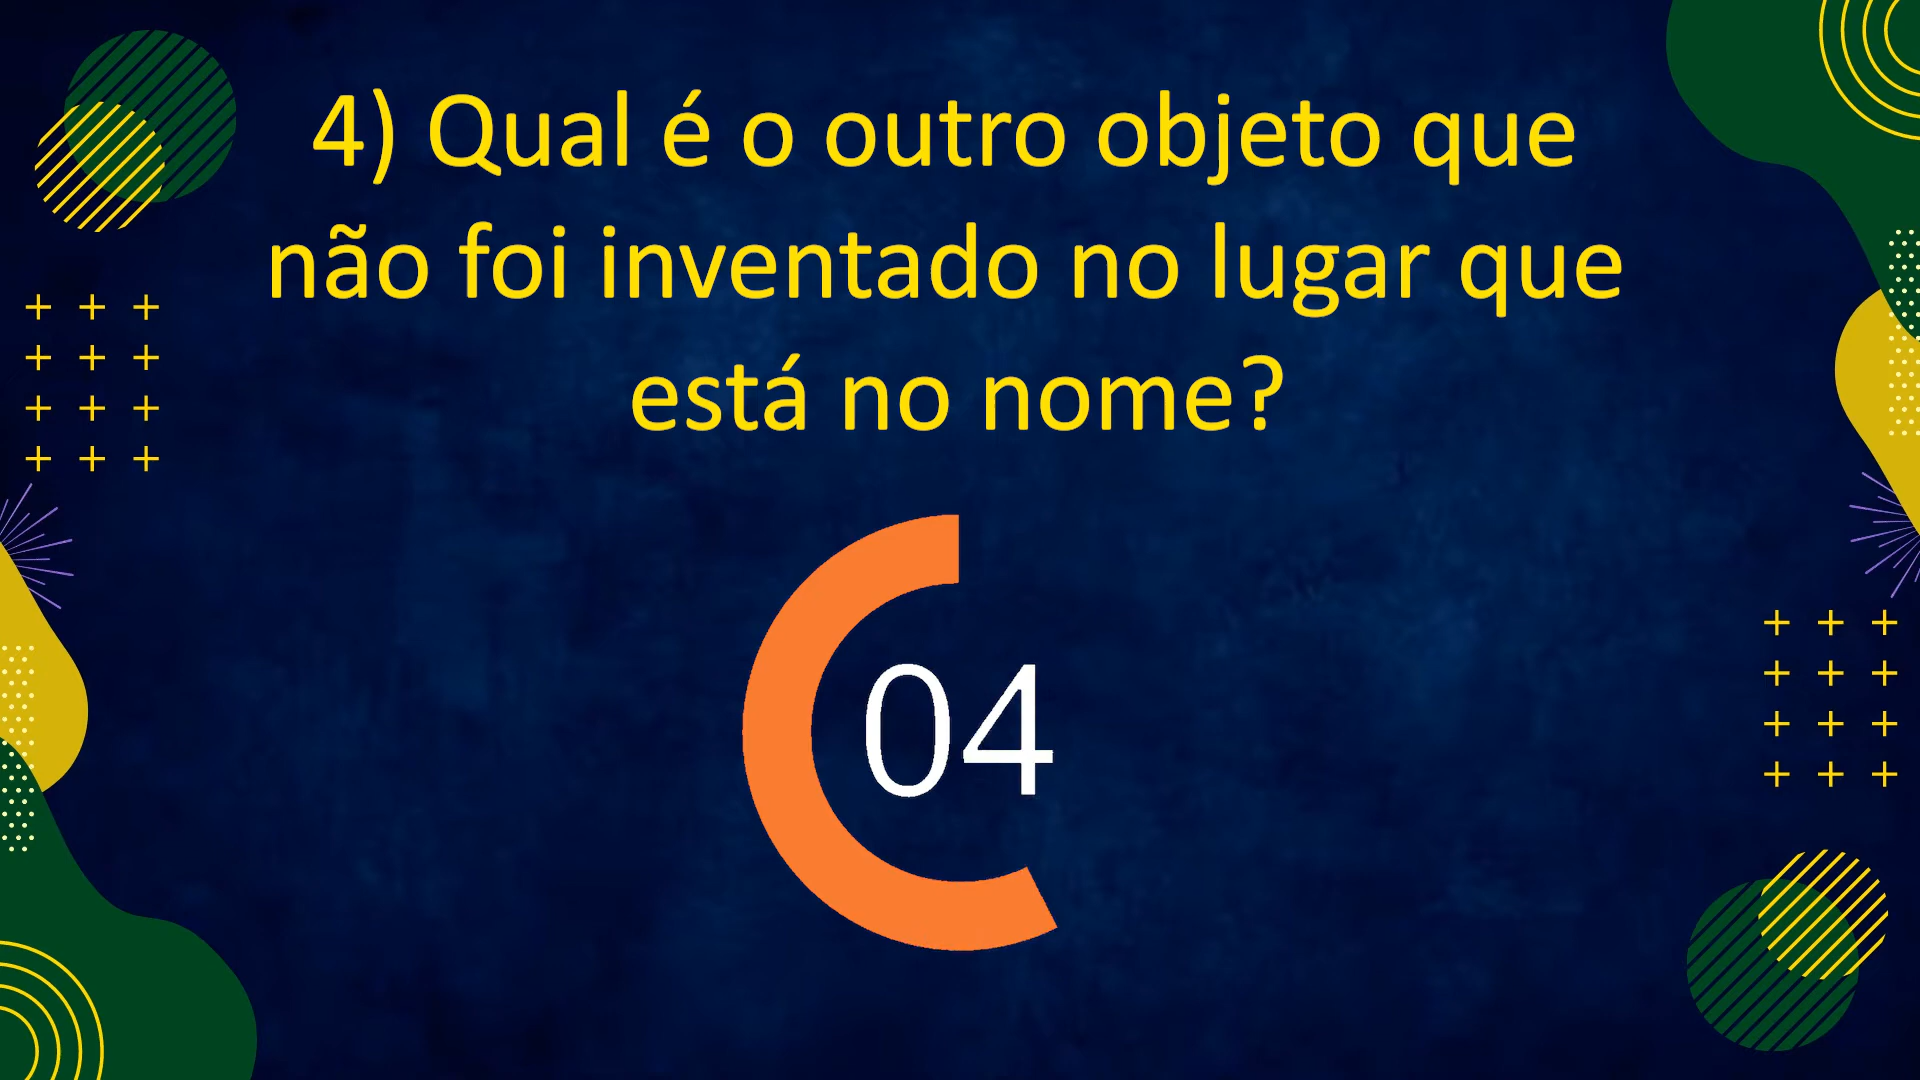 4) Qual é o outro objeto que
não foi inventado no lugar que
está no nome?
04